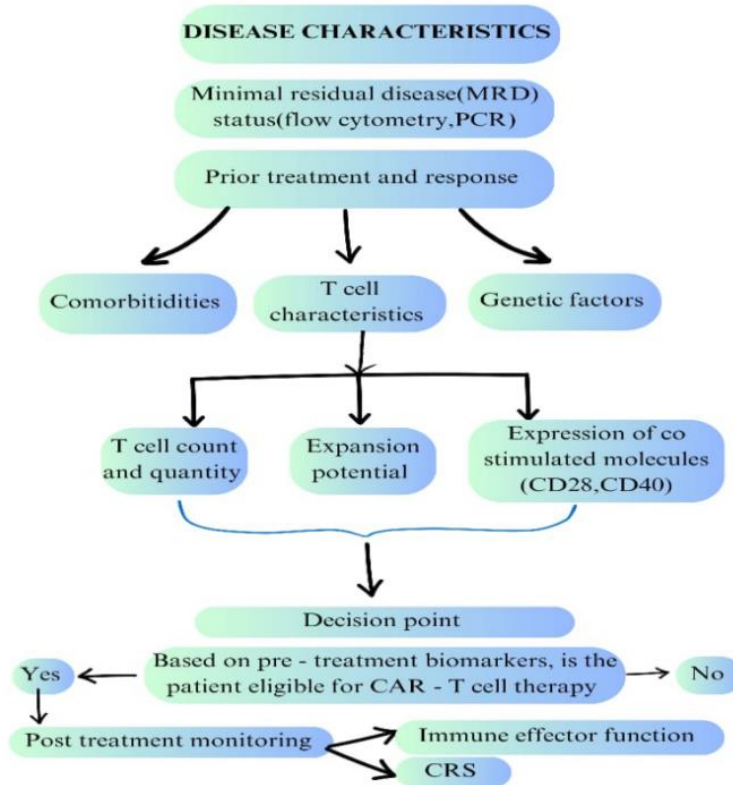 DISEASE CHARACTERISTICS
Minimal residual disease(MRD)
status(flow cytometry,PCR)
Prior treatment and response
Comorbitidities
T cell
characteristics
Genetic factors
T cell count
and quantity
Expansion
potential
Expression of co
stimulated molecules
(CD28,CD40)
Decision point
Based on pre - treatment biomarkers, is the
patient eligible for CAR - T cell therapy
Yes
No
Post treatment monitoring
Immune effector function
CRS